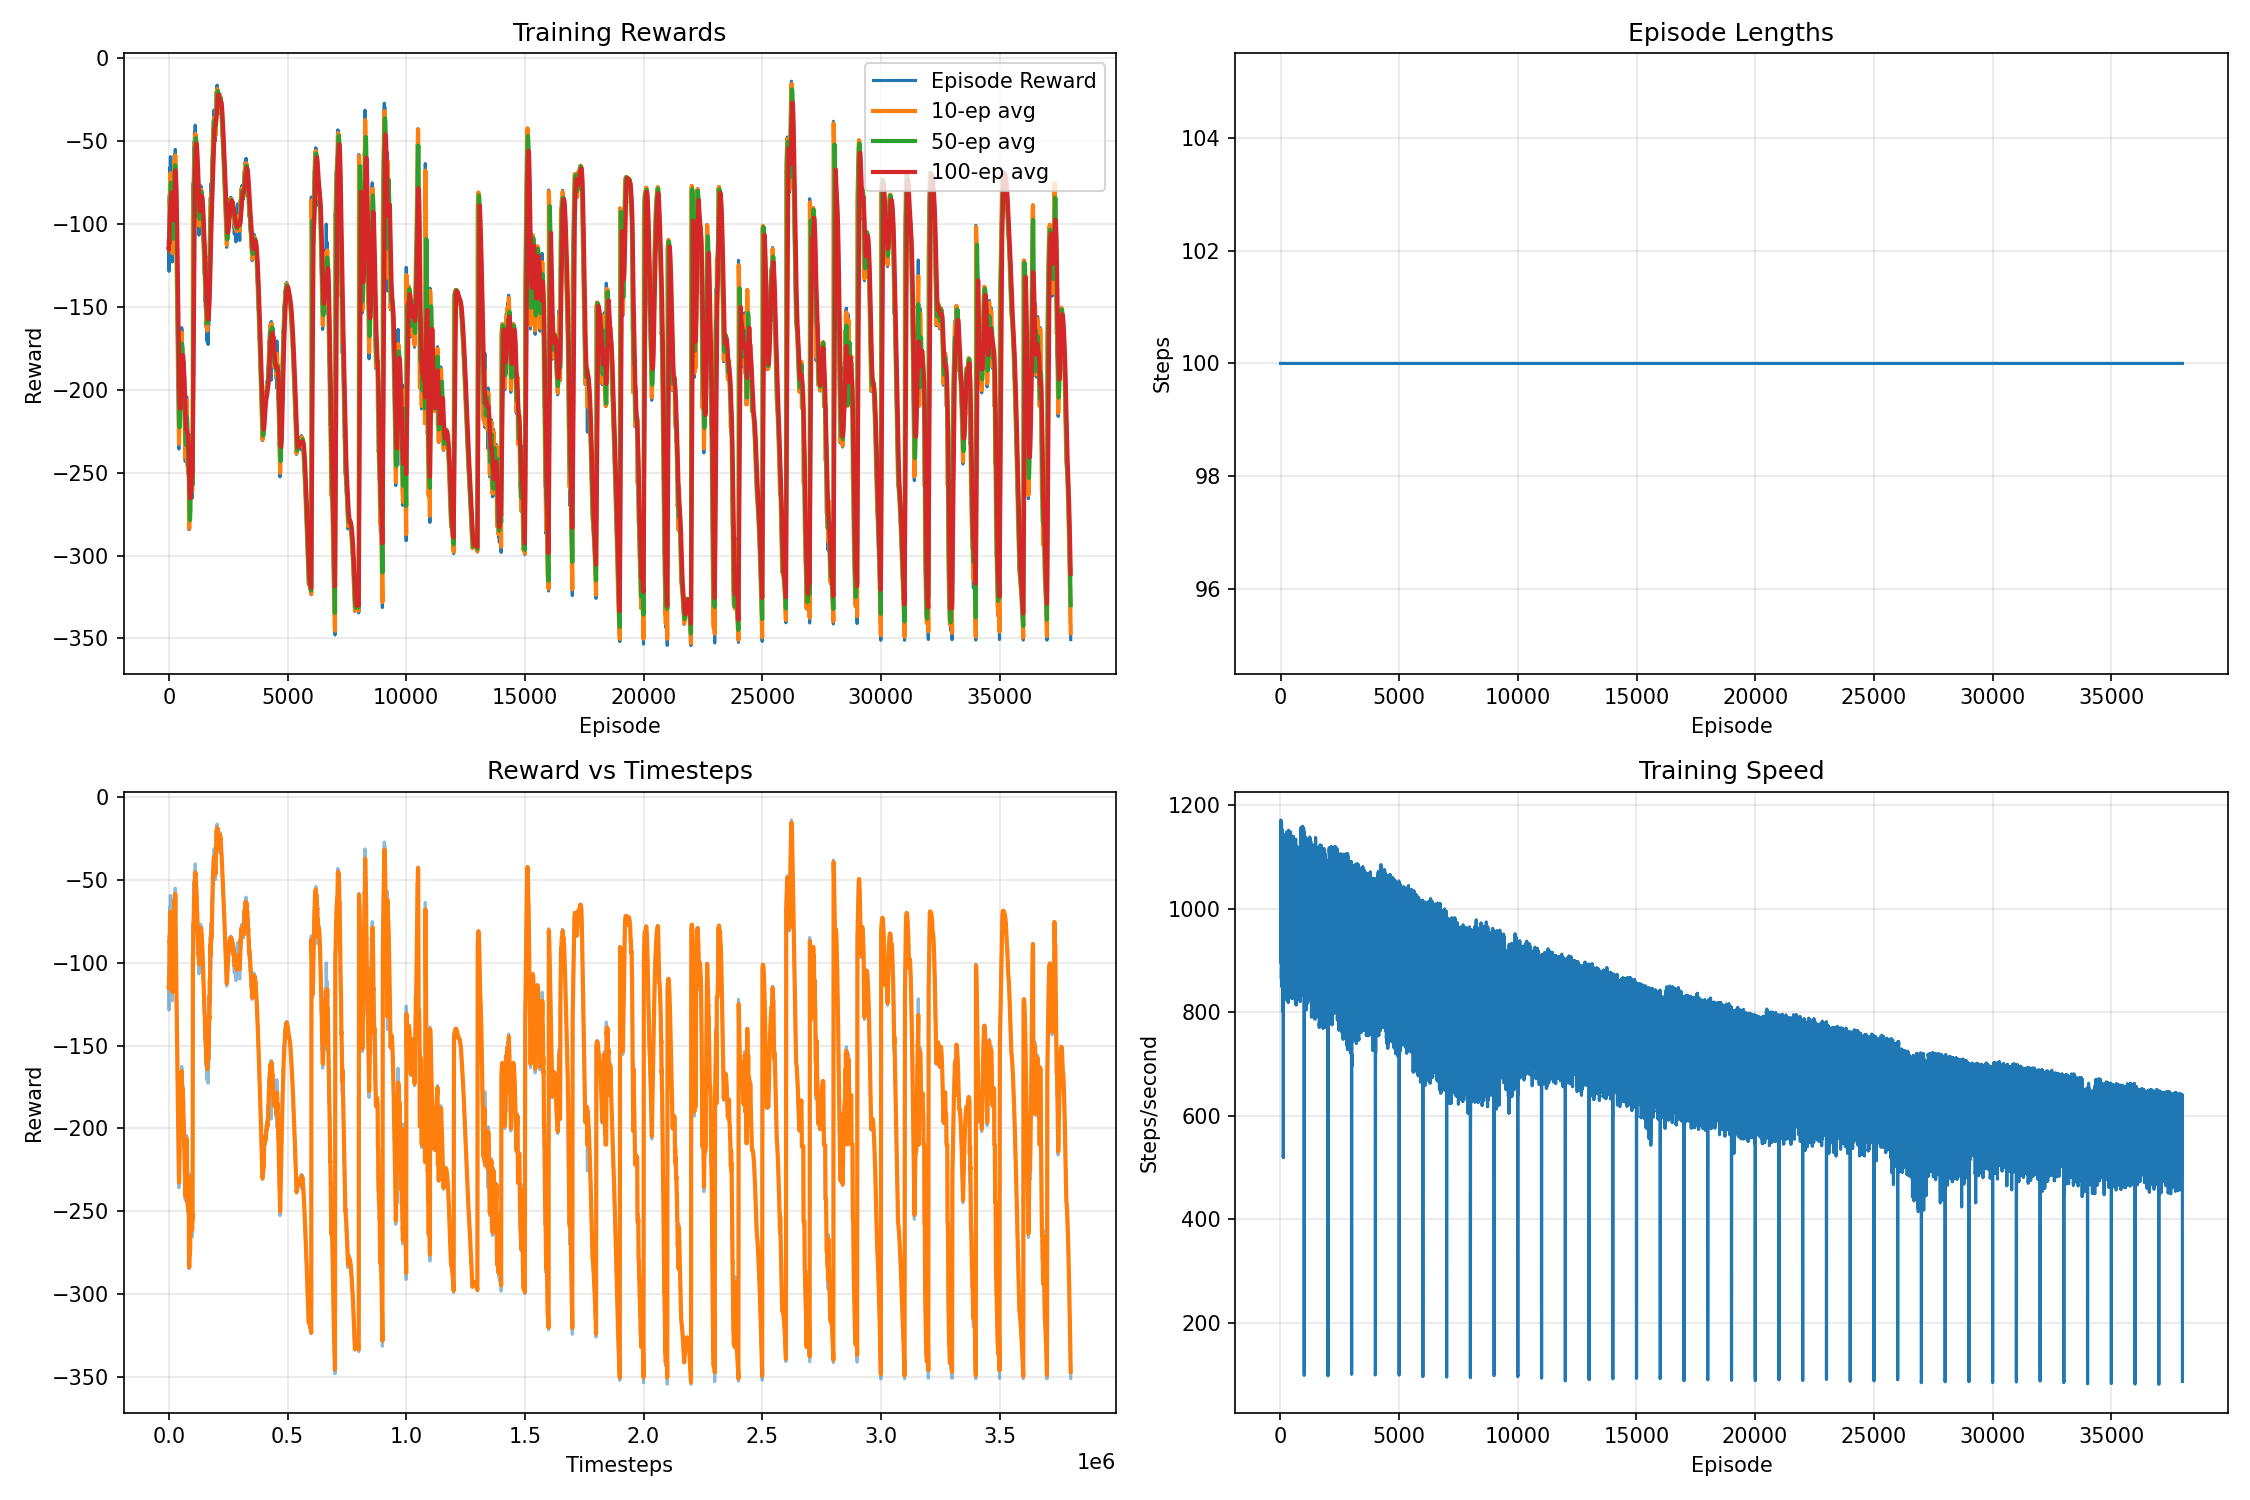 Training Rewards
0
−50
−100
−150
−200
−250
−300
−350
Reward
Episode Reward
10-ep avg
50-ep avg
100-ep avg
0 5000 10000 15000 20000 25000 30000 35000
Episode
Episode Lengths
104
102
100
98
96
Steps
0 5000 10000 15000 20000 25000 30000 35000
Episode
Reward vs Timesteps
0
−50
−100
−150
−200
−250
−300
−350
Reward
0.0 0.5 1.0 1.5 2.0 2.5 3.0 3.5
1e6
Timesteps
Training Speed
1200
1000
800
600
400
200
Steps/second
0 5000 10000 15000 20000 25000 30000 35000
Episode